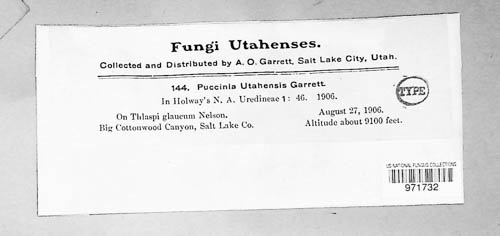 Fungi Utahenses.
Collected and Distributed by A. O. Garrett, Salt Lake City, Utah.
144. Puccinia Utahensis Garrett.
In Holway's N. A. Uredineae 1: 46. 1906.
TYPE
On Thlaspi glaucum Nelson. August 27, 1906.
Big Cottonwood Canyon, Salt Lake Co. Altitude about 9100 feet.
US NATIONAL FUNGUS COLLECTIONS
971732